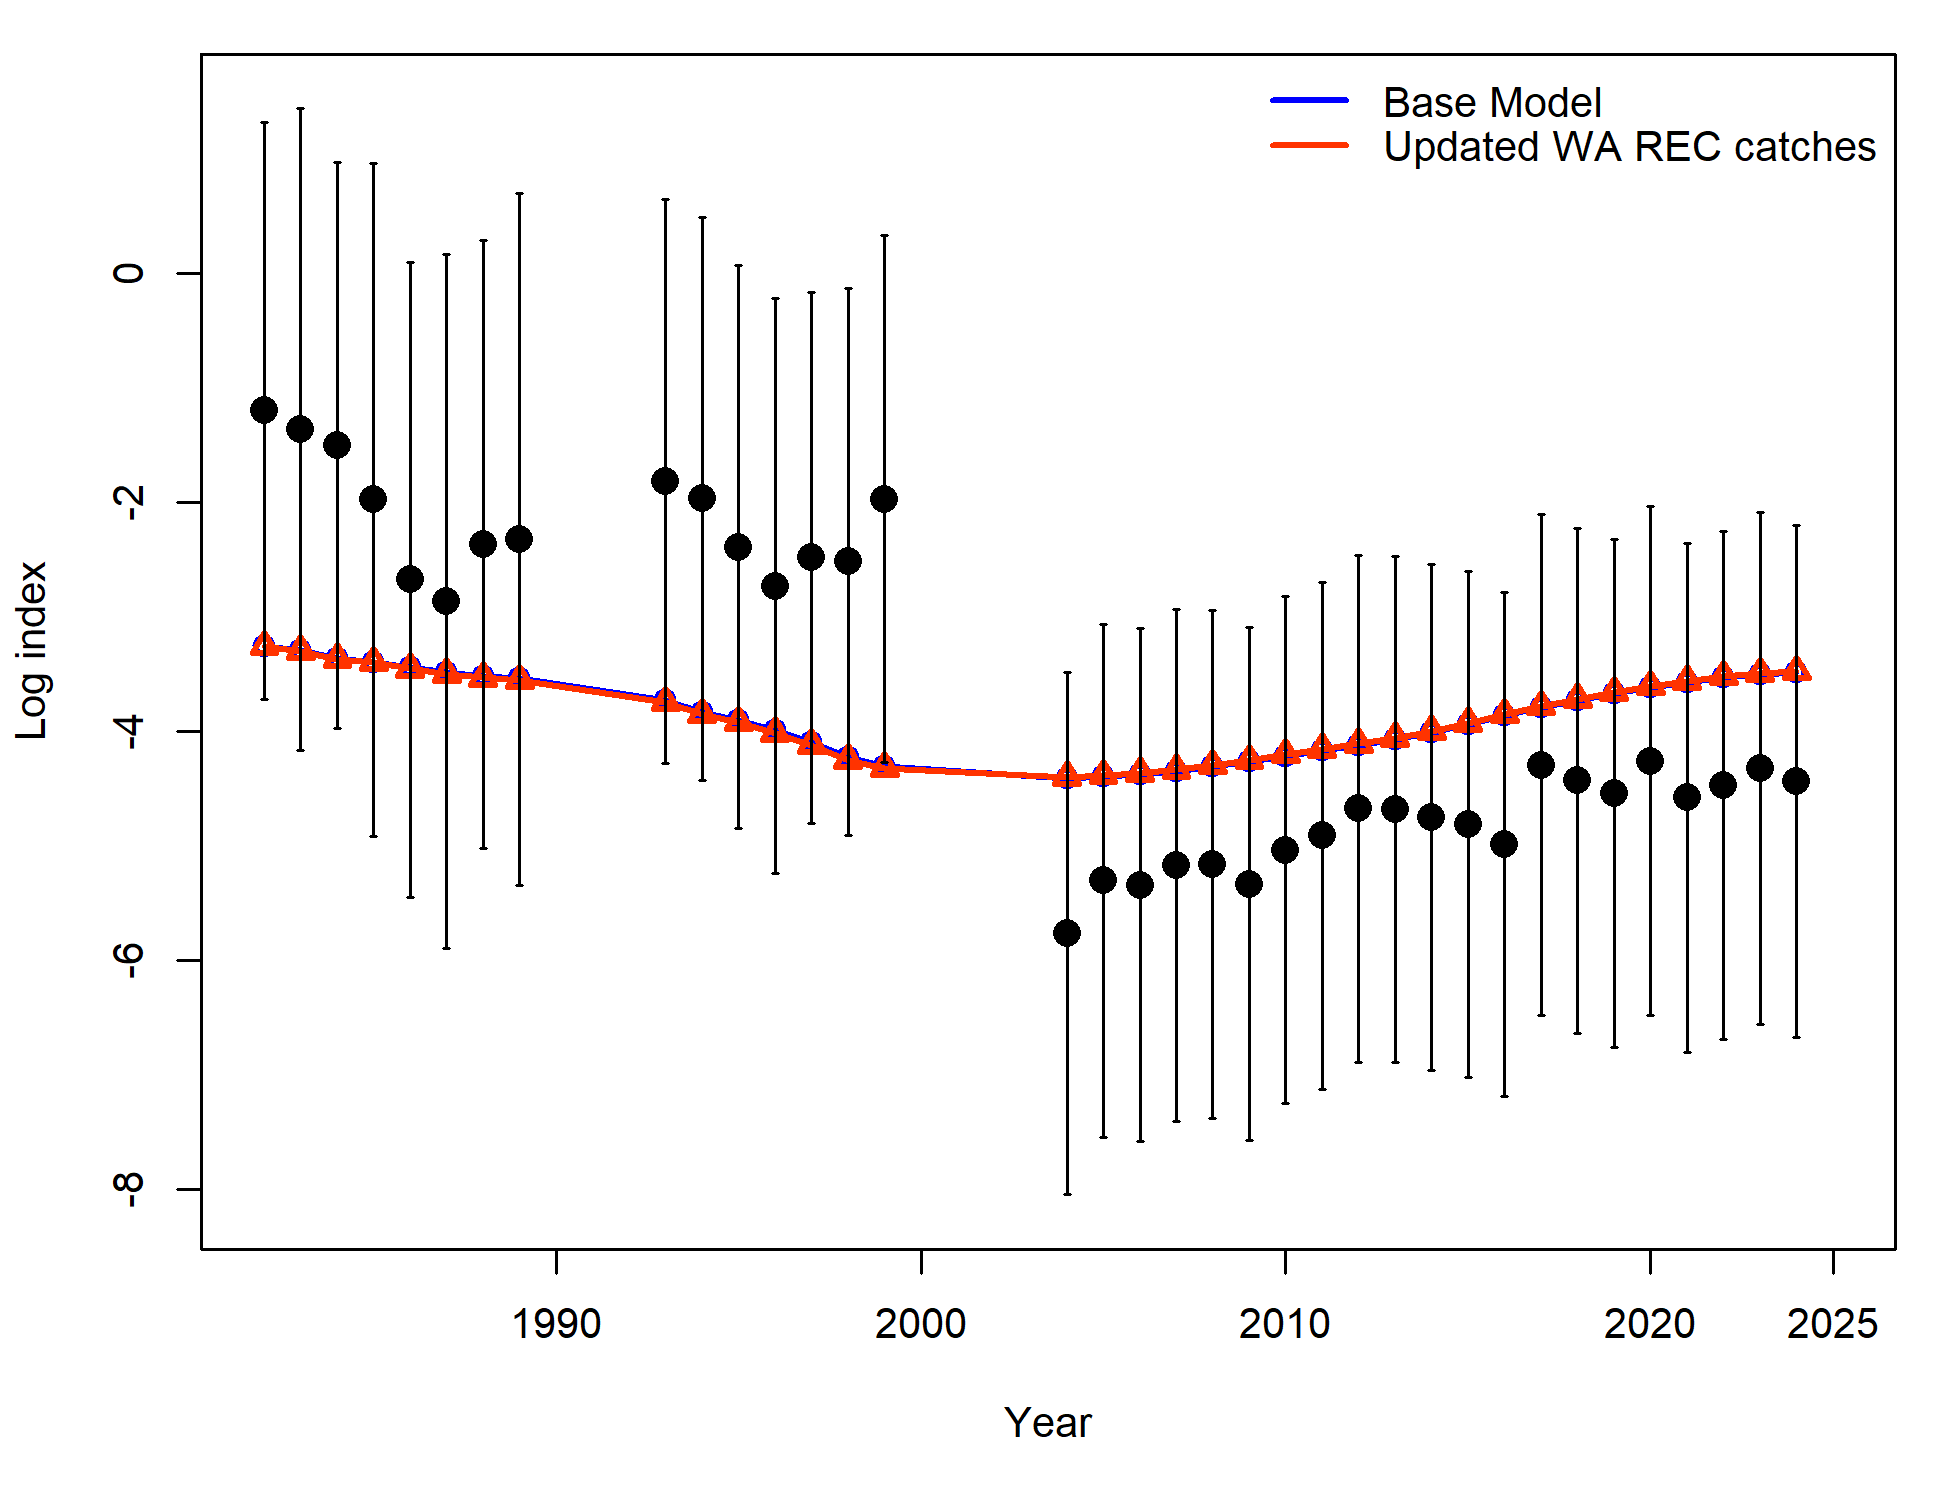 Base Model
Updated WA REC catches
Log index
0
-2
-4
-6
-8
1990
2000
2010
2020
2025
Year